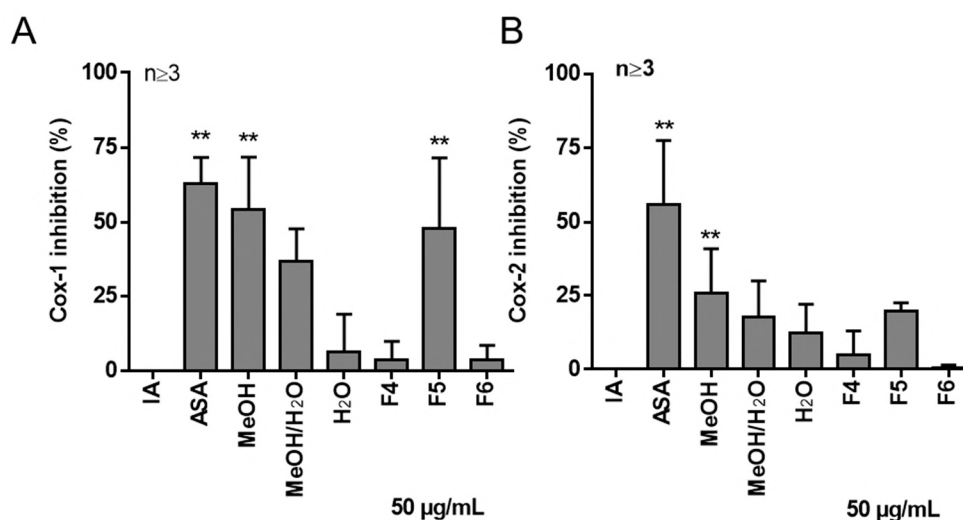 A
n≥3
Cox-1 inhibition (%)
100
75
50
25
0
** ** **
IA ASA MeOH MeOH/H₂O H₂O F4 F5 F6
50 µg/mL
B
n≥3
Cox-2 inhibition (%)
100
75
50
25
0
** **
IA ASA MeOH MeOH/H₂O H₂O F4 F5 F6
50 µg/mL